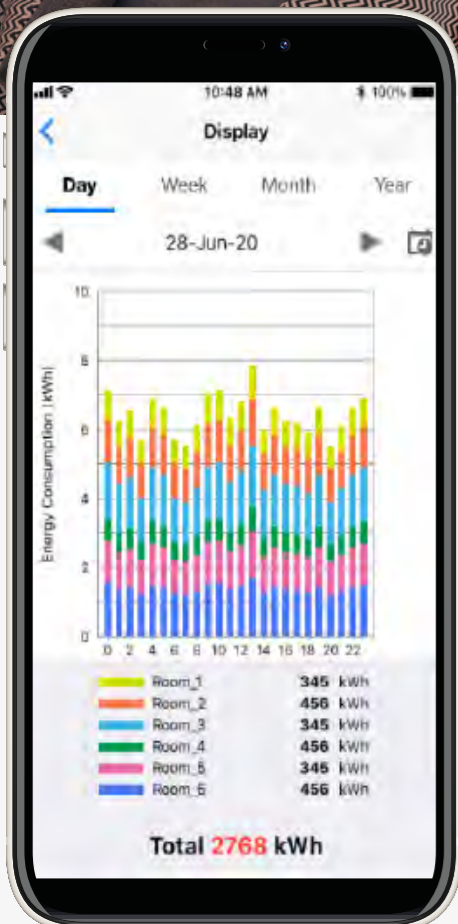 10:48 AM 100%
Display
Day Week Month Year
28-Jun-20
Energy Consumption (kWh)
10
8
6
4
2
0
0 2 4 6 8 10 12 14 16 18 20 22
Room_1 345 kWh
Room_2 456 kWh
Room_3 345 kWh
Room_4 456 kWh
Room_5 345 kWh
Room_6 456 kWh
Total 2768 kWh